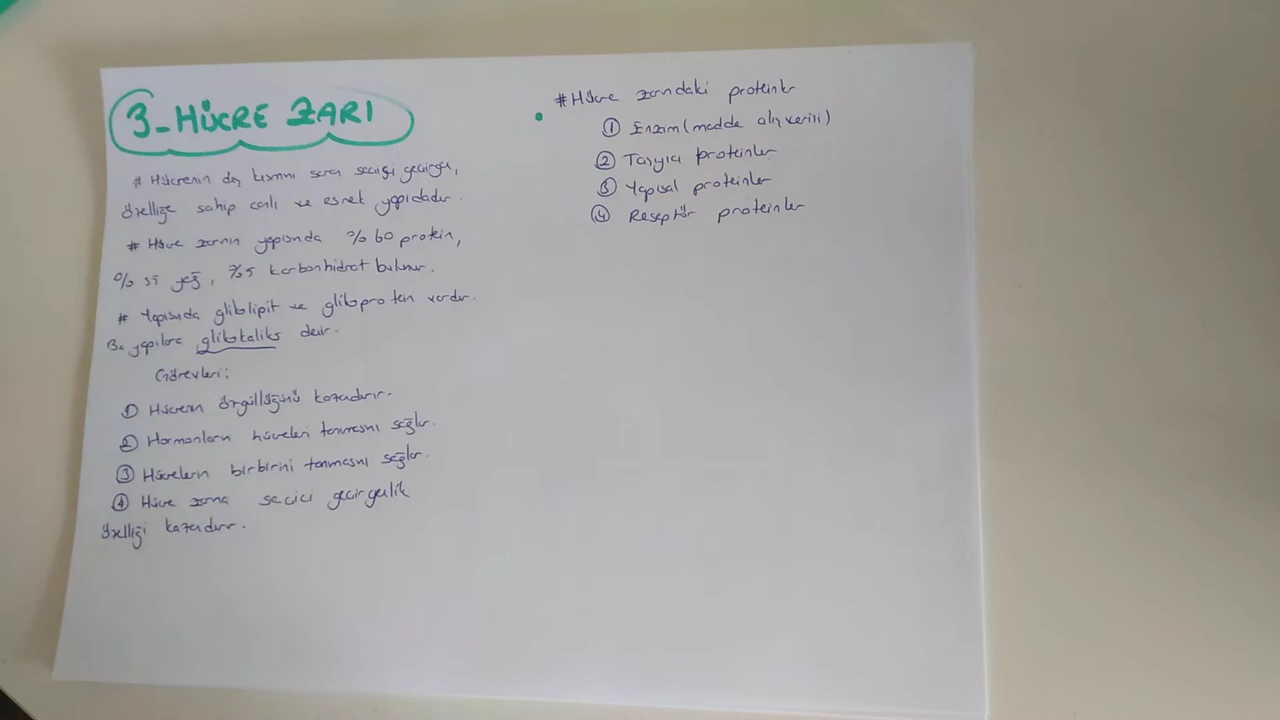 3-HÜCRE ZARI
# Hücrenin dış kısmını saran seçici geçirgen,
özelliğe sahip canlı ve esnek yapıdadır.
# Hücre zarının yapısında %60 protein,
%35 yağ, %5 karbonhidrat bulunur.
# Yapısında glikolipit ve glikoprotein vardır.
Bu yapılara glikokaliks denir.
Görevleri:
① Hücrenin özgüllüğünü kazandırır.
② Hormonların hücreleri tanımasını sağlar.
③ Hücrelerin birbirini tanımasını sağlar.
④ Hücre zarına seçici geçirgenlik
özelliği kazandırır.
# Hücre zarındaki proteinler
① Enzim (madde alış verişi)
② Taşıyıcı proteinler
③ Yapısal proteinler
④ Reseptör proteinler